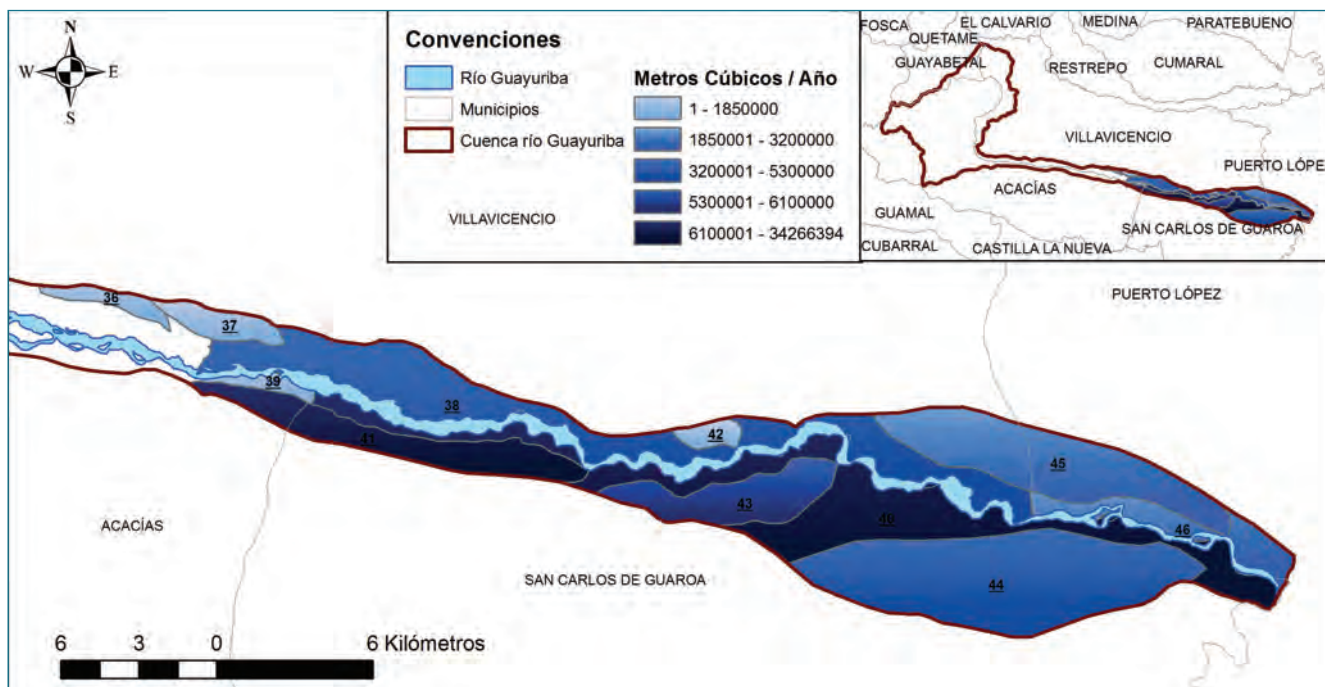 N
W E
S
Convenciones
Río Guayuriba
Municipios
Cuenca río Guayuriba
Metros Cúbicos / Año
1 - 1850000
1850001 - 3200000
3200001 - 5300000
5300001 - 6100000
6100001 - 34266394
FOSCA
EL CALVARIO
MEDINA
PARATEBUENO
QUETAME
GUAYABETAL
RESTREPO
CUMARAL
VILLAVICENCIO
PUERTO LÓPE
ACACÍAS
GUAMAL
SAN CARLOS DE GUAROA
CUBARRAL
CASTILLA LA NUEVA
VILLAVICENCIO
PUERTO LÓPEZ
36
37
39
38
41
42
45
43
40
46
44
ACACÍAS
SAN CARLOS DE GUAROA
6 3 0 6 Kilómetros